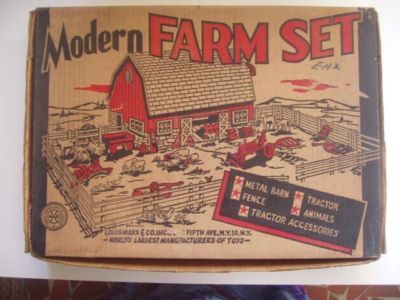 Modern FARM SET
METAL BARN
FENCE
TRACTOR
ANIMALS
TRACTOR ACCESSORIES
LOUIS MARX & CO. INC. FIFTH AVE., N.Y. 10, N.Y.
— WORLD'S LARGEST MANUFACTURERS OF TOYS —